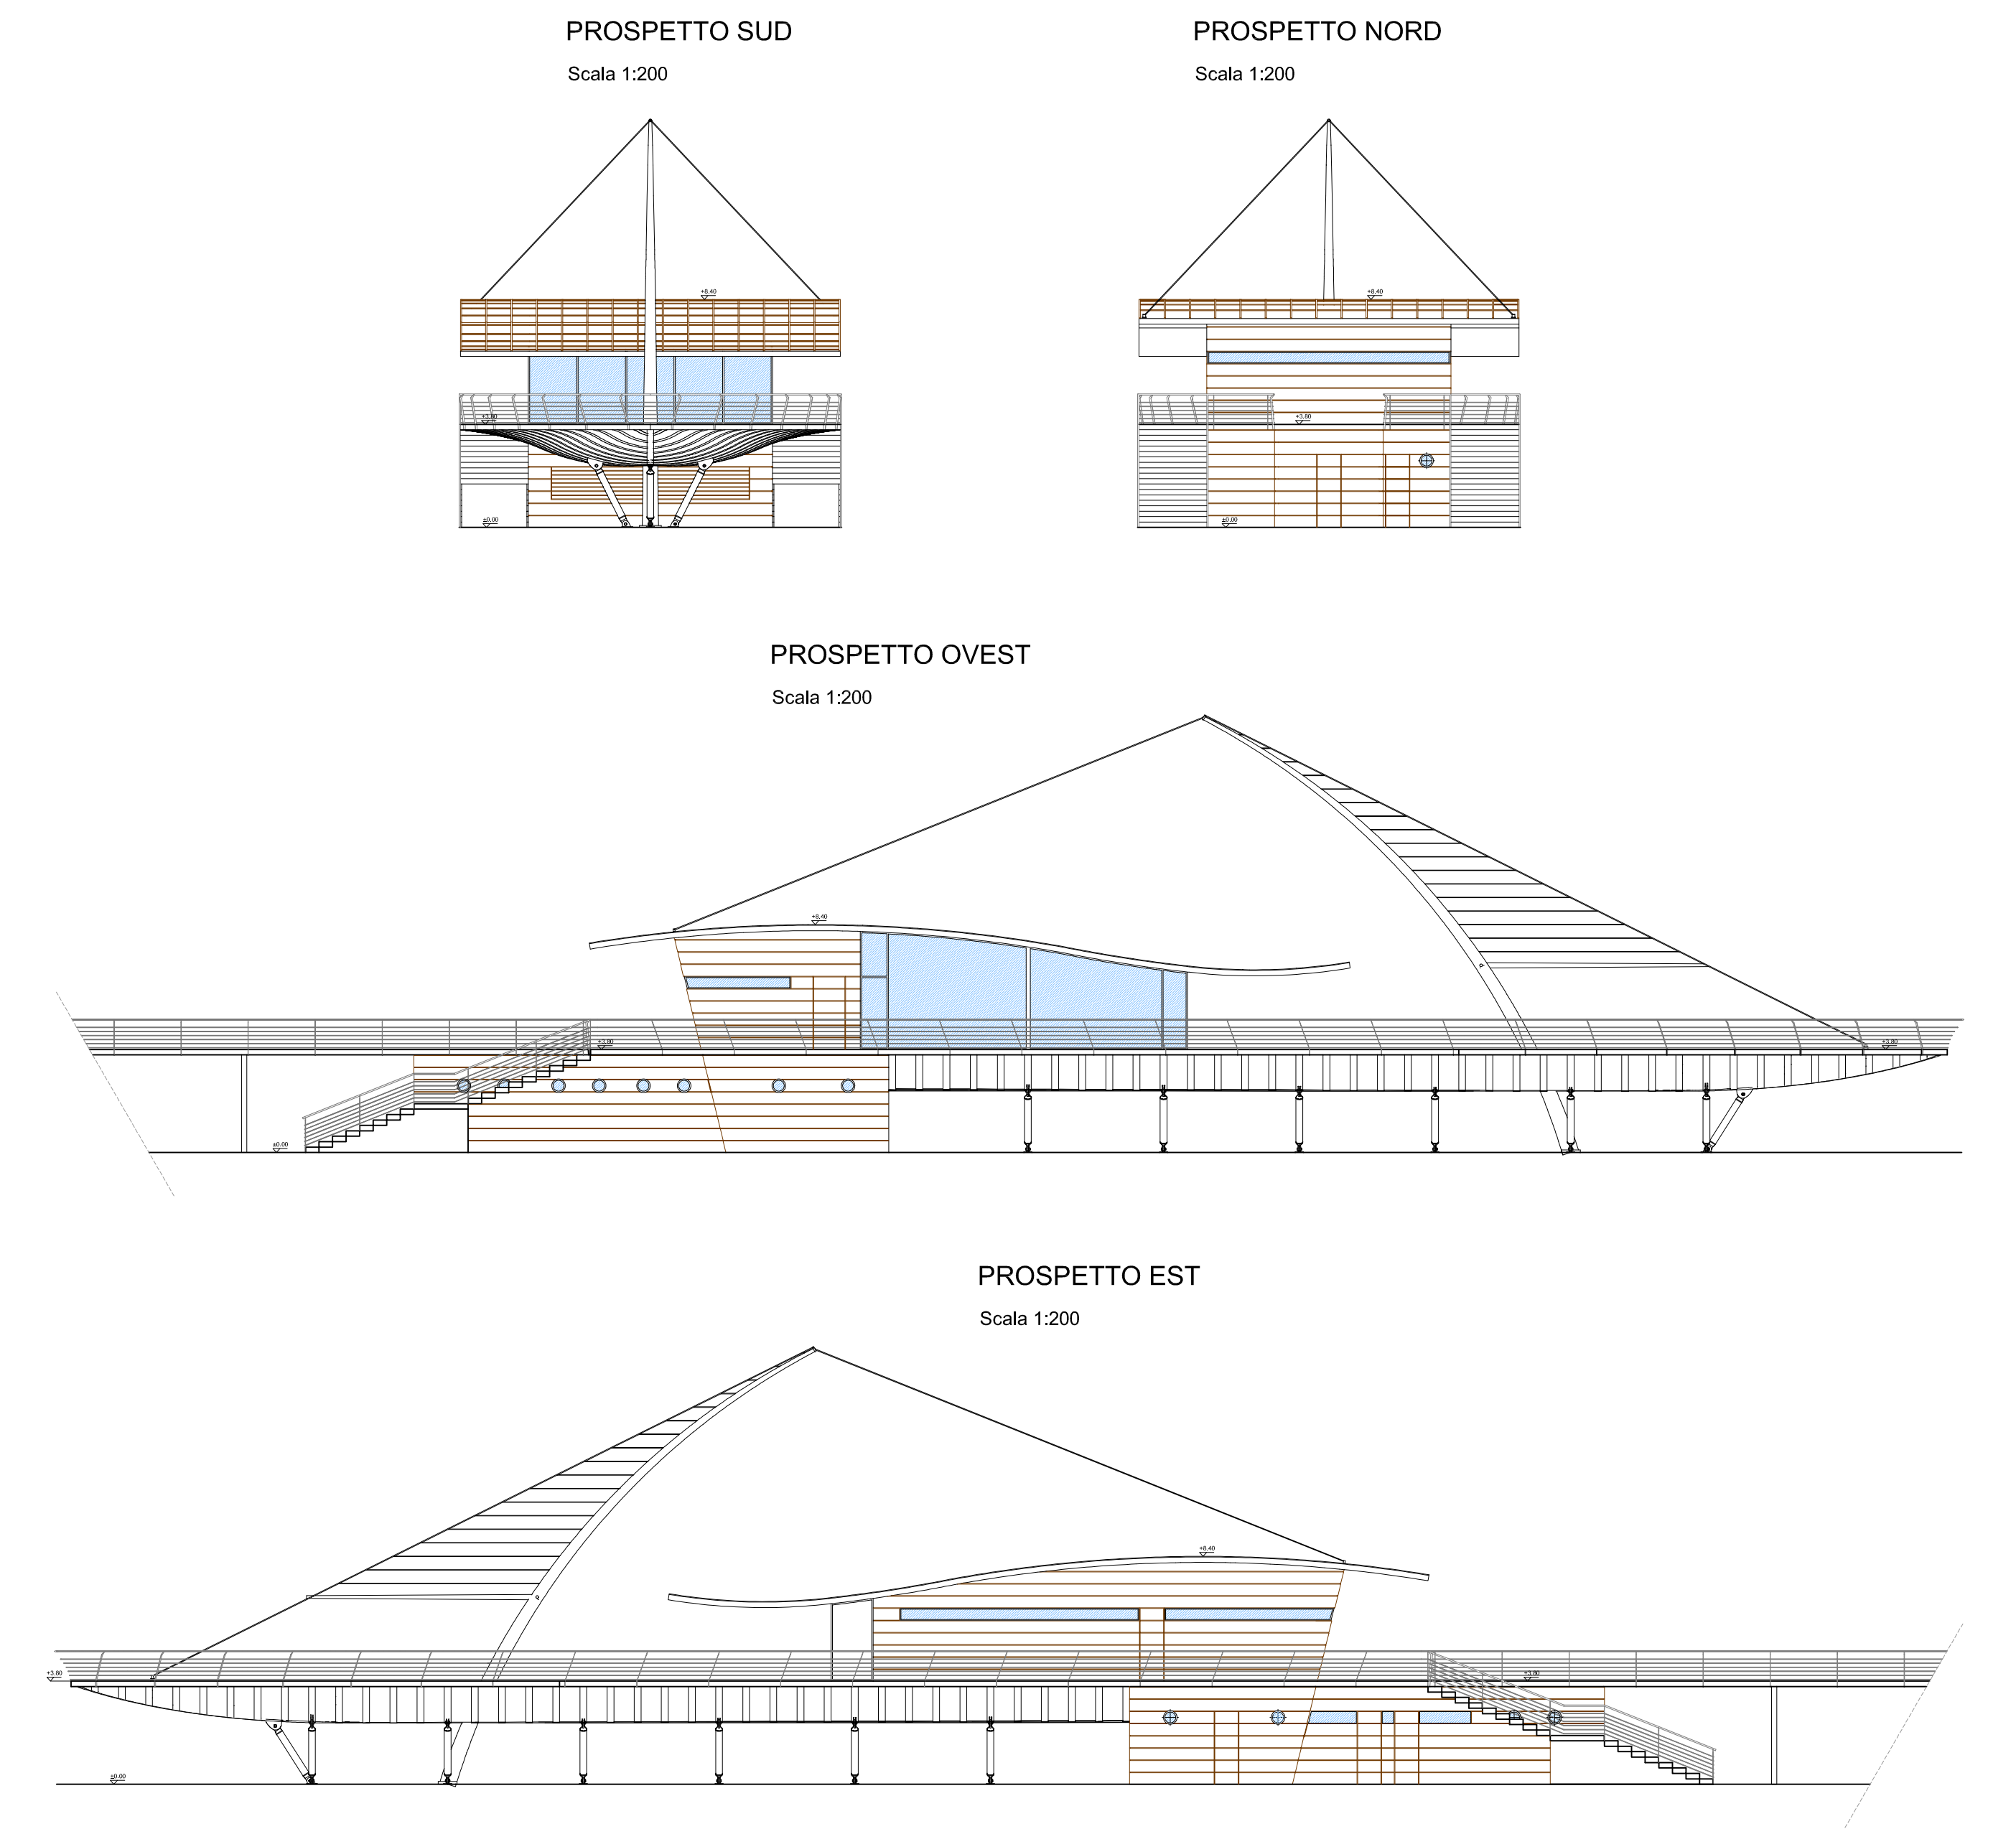 PROSPETTO SUD
Scala 1:200
PROSPETTO NORD
Scala 1:200
+8.40
+3.80
±0.00
+8.40
+3.80
±0.00
PROSPETTO OVEST
Scala 1:200
+8.40
+3.80
+3.80
±0.00
PROSPETTO EST
Scala 1:200
+8.40
+3.80
+3.80
±0.00